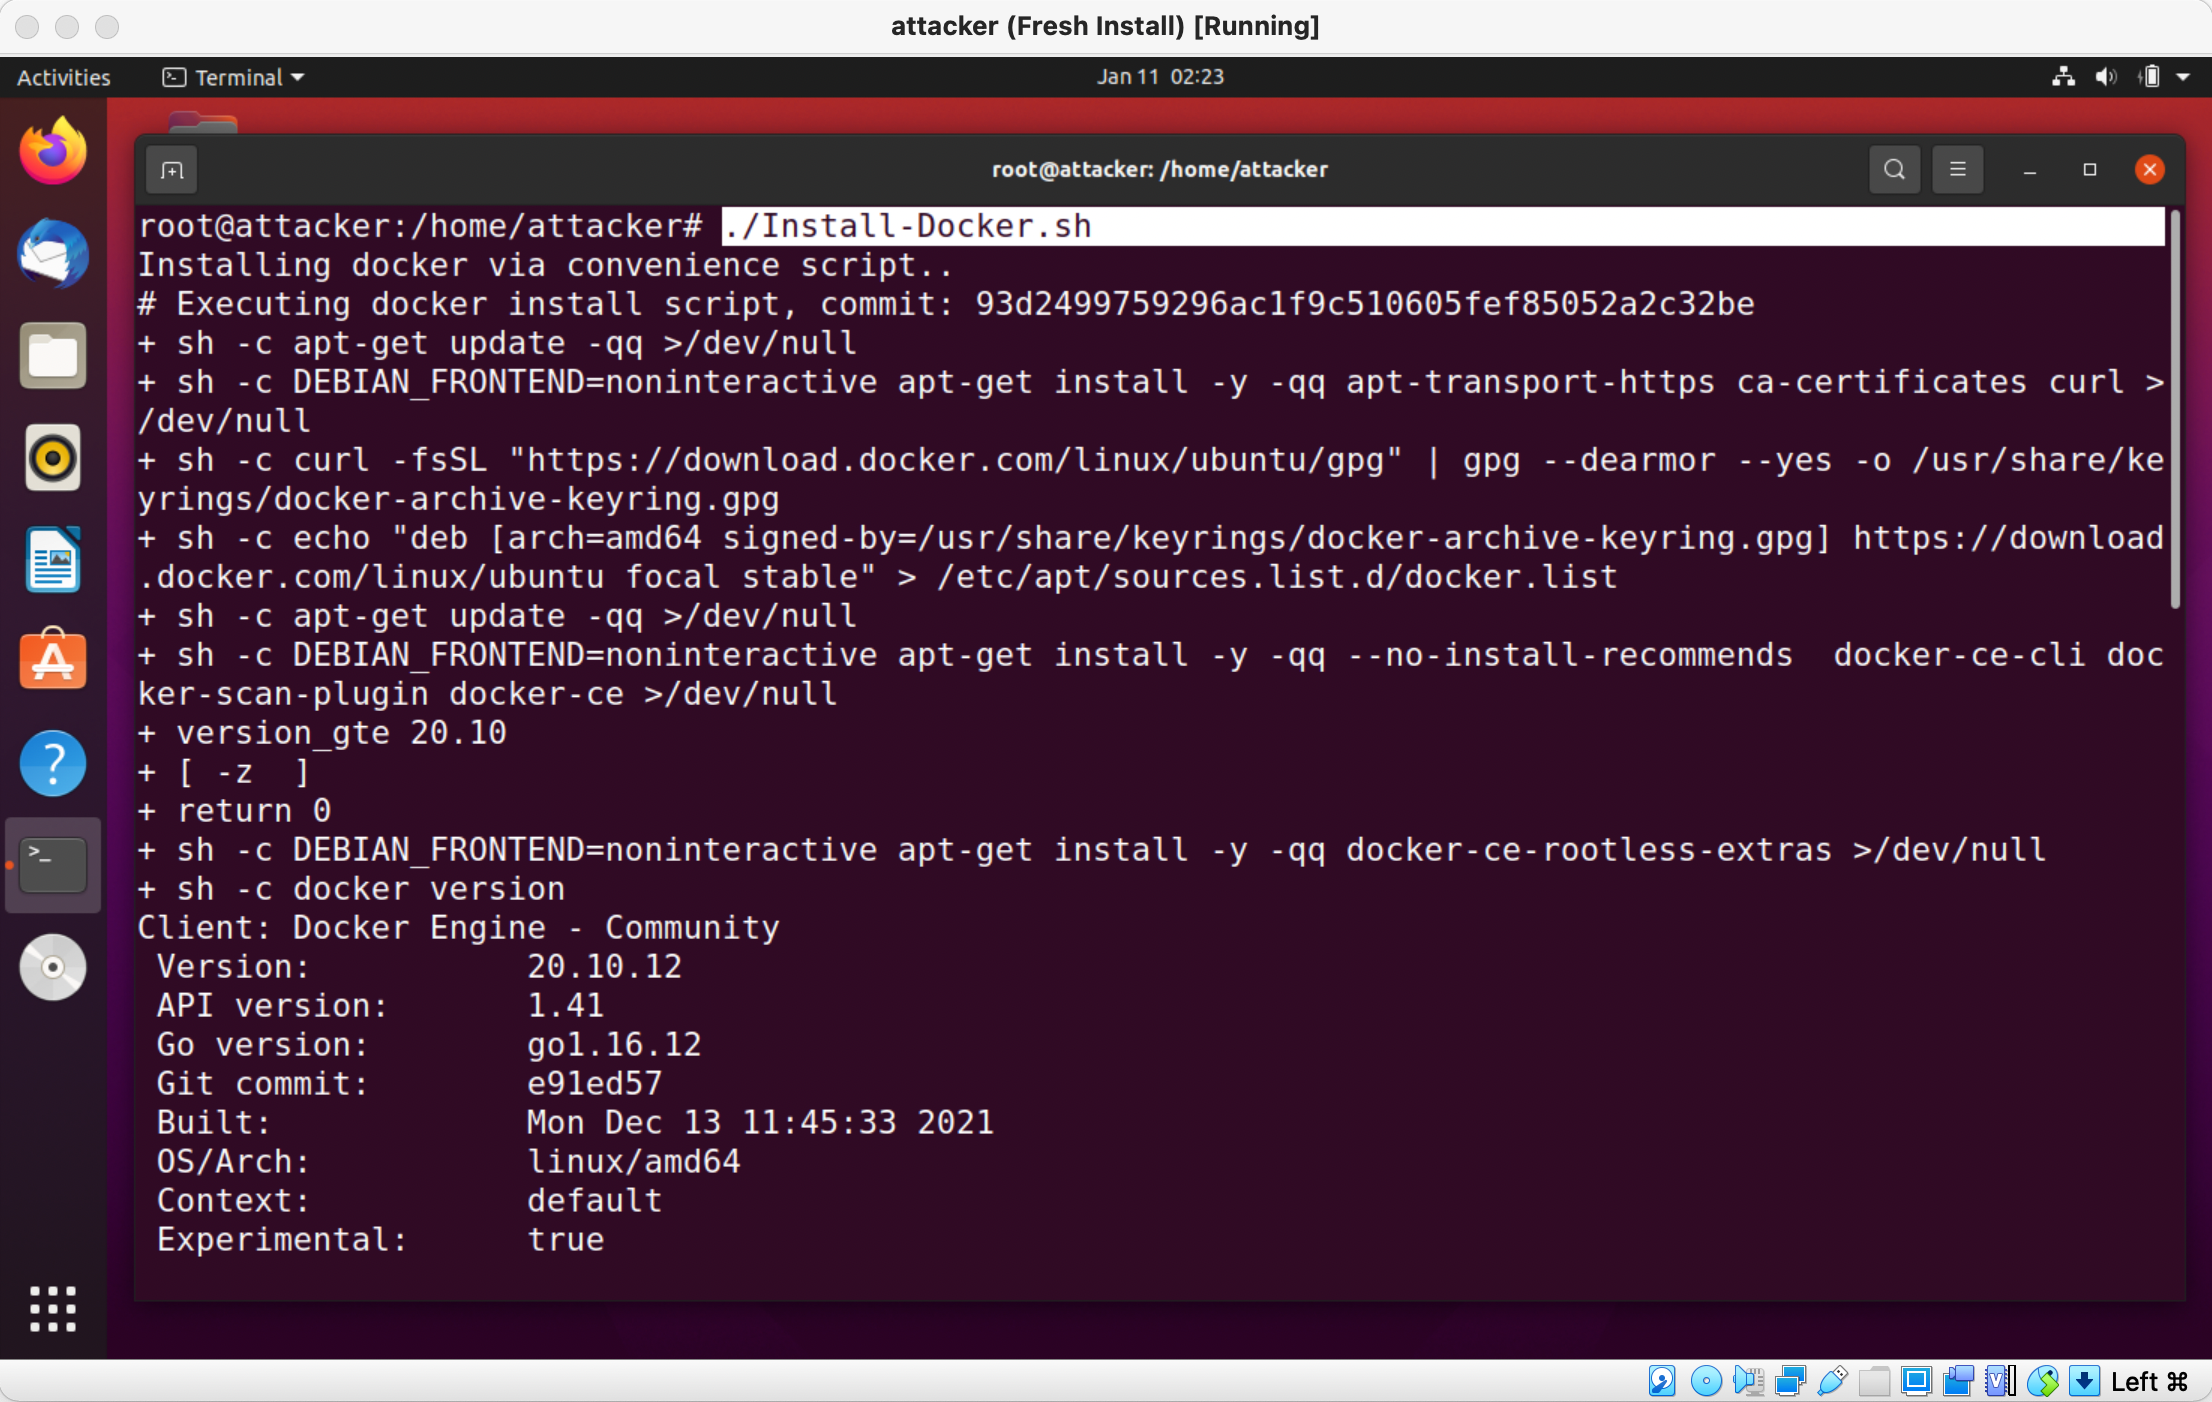 attacker (Fresh Install) [Running]
Activities
Terminal
Jan 11 02:23
root@attacker: /home/attacker
root@attacker:/home/attacker# ./Install-Docker.sh
Installing docker via convenience script..
# Executing docker install script, commit: 93d2499759296ac1f9c510605fef85052a2c32be
+ sh -c apt-get update -qq >/dev/null
+ sh -c DEBIAN_FRONTEND=noninteractive apt-get install -y -qq apt-transport-https ca-certificates curl >
/dev/null
+ sh -c curl -fsSL "https://download.docker.com/linux/ubuntu/gpg" | gpg --dearmor --yes -o /usr/share/ke
yrings/docker-archive-keyring.gpg
+ sh -c echo "deb [arch=amd64 signed-by=/usr/share/keyrings/docker-archive-keyring.gpg] https://download
.docker.com/linux/ubuntu focal stable" > /etc/apt/sources.list.d/docker.list
+ sh -c apt-get update -qq >/dev/null
+ sh -c DEBIAN_FRONTEND=noninteractive apt-get install -y -qq --no-install-recommends  docker-ce-cli doc
ker-scan-plugin docker-ce >/dev/null
+ version_gte 20.10
+ [ -z  ]
+ return 0
+ sh -c DEBIAN_FRONTEND=noninteractive apt-get install -y -qq docker-ce-rootless-extras >/dev/null
+ sh -c docker version
Client: Docker Engine - Community
Version: 20.10.12
API version: 1.41
Go version: go1.16.12
Git commit: e91ed57
Built: Mon Dec 13 11:45:33 2021
OS/Arch: linux/amd64
Context: default
Experimental: true
Left ⌘